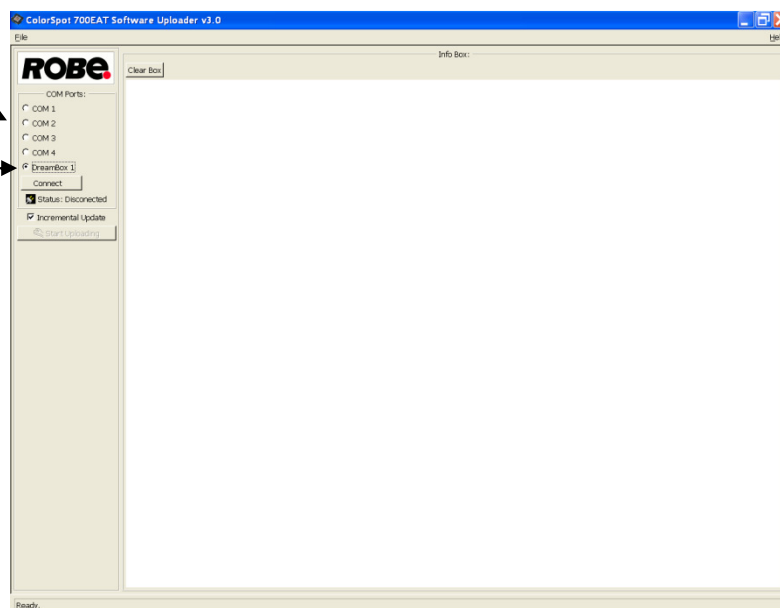 ColorSpot 700EAT Software Uploader v3.0
File
Hel
ROBE.
Info Box:
Clear Box
COM Ports:
COM 1
COM 2
COM 3
COM 4
DreamBox 1
Connect
Status: Disconected
Incremental Update
Start Uploading
Ready.